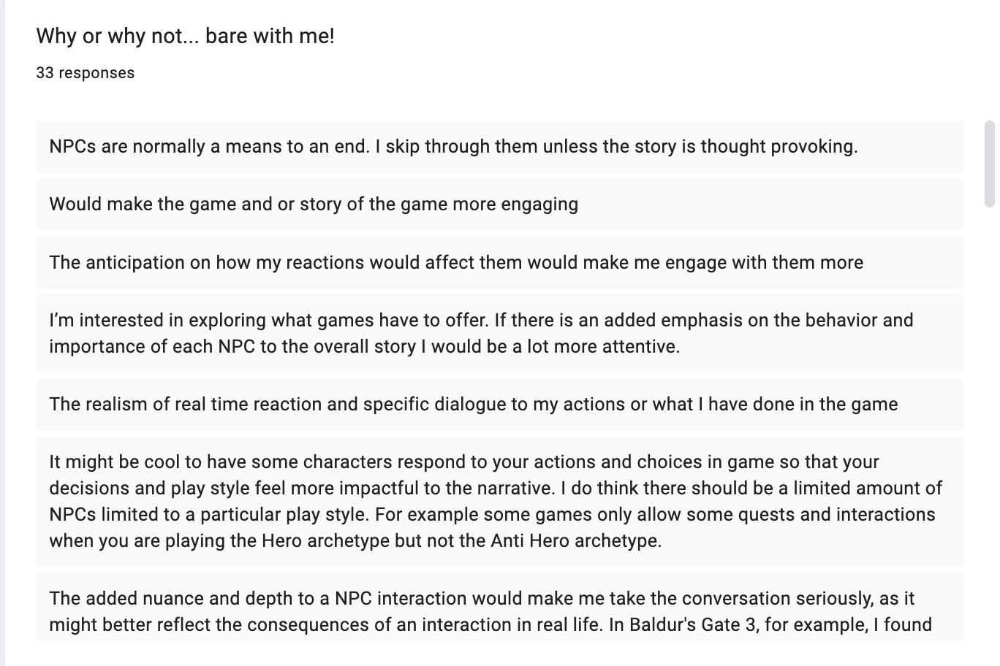 Why or why not... bare with me!
33 responses
NPCs are normally a means to an end. I skip through them unless the story is thought provoking.
Would make the game and or story of the game more engaging
The anticipation on how my reactions would affect them would make me engage with them more
I’m interested in exploring what games have to offer. If there is an added emphasis on the behavior and
importance of each NPC to the overall story I would be a lot more attentive.
The realism of real time reaction and specific dialogue to my actions or what I have done in the game
It might be cool to have some characters respond to your actions and choices in game so that your
decisions and play style feel more impactful to the narrative. I do think there should be a limited amount of
NPCs limited to a particular play style. For example some games only allow some quests and interactions
when you are playing the Hero archetype but not the Anti Hero archetype.
The added nuance and depth to a NPC interaction would make me take the conversation seriously, as it
might better reflect the consequences of an interaction in real life. In Baldur's Gate 3, for example, I found